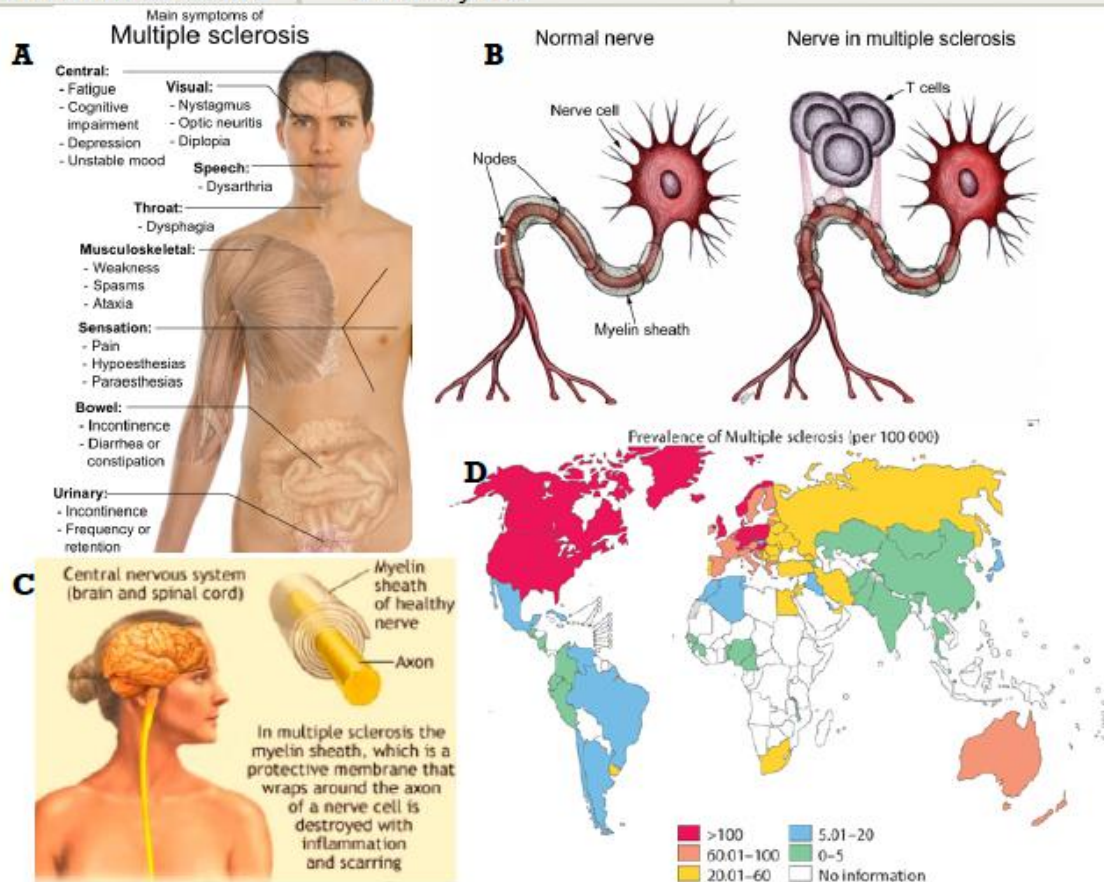 Main symptoms of
Multiple sclerosis
A
Central:
- Fatigue
- Cognitive
impairment
- Depression
- Unstable mood
Visual:
- Nystagmus
- Optic neuritis
- Diplopia
Speech:
- Dysarthria
Throat:
- Dysphagia
Musculoskeletal:
- Weakness
- Spasms
- Ataxia
Sensation:
- Pain
- Hypoesthesias
- Paraesthesias
Bowel:
- Incontinence
- Diarrhea or
constipation
Urinary:
- Incontinence
- Frequency or
retention
B
Normal nerve
Nerve in multiple sclerosis
Nerve cell
Nodes
Myelin sheath
T cells
C
Central nervous system
(brain and spinal cord)
Myelin
sheath
of healthy
nerve
Axon
In multiple sclerosis the
myelin sheath, which is a
protective membrane that
wraps around the axon
of a nerve cell is
destroyed with
inflammation
and scarring
D
Prevalence of Multiple sclerosis (per 100 000)
>100
60.01–100
20.01–60
5.01–20
0–5
No information